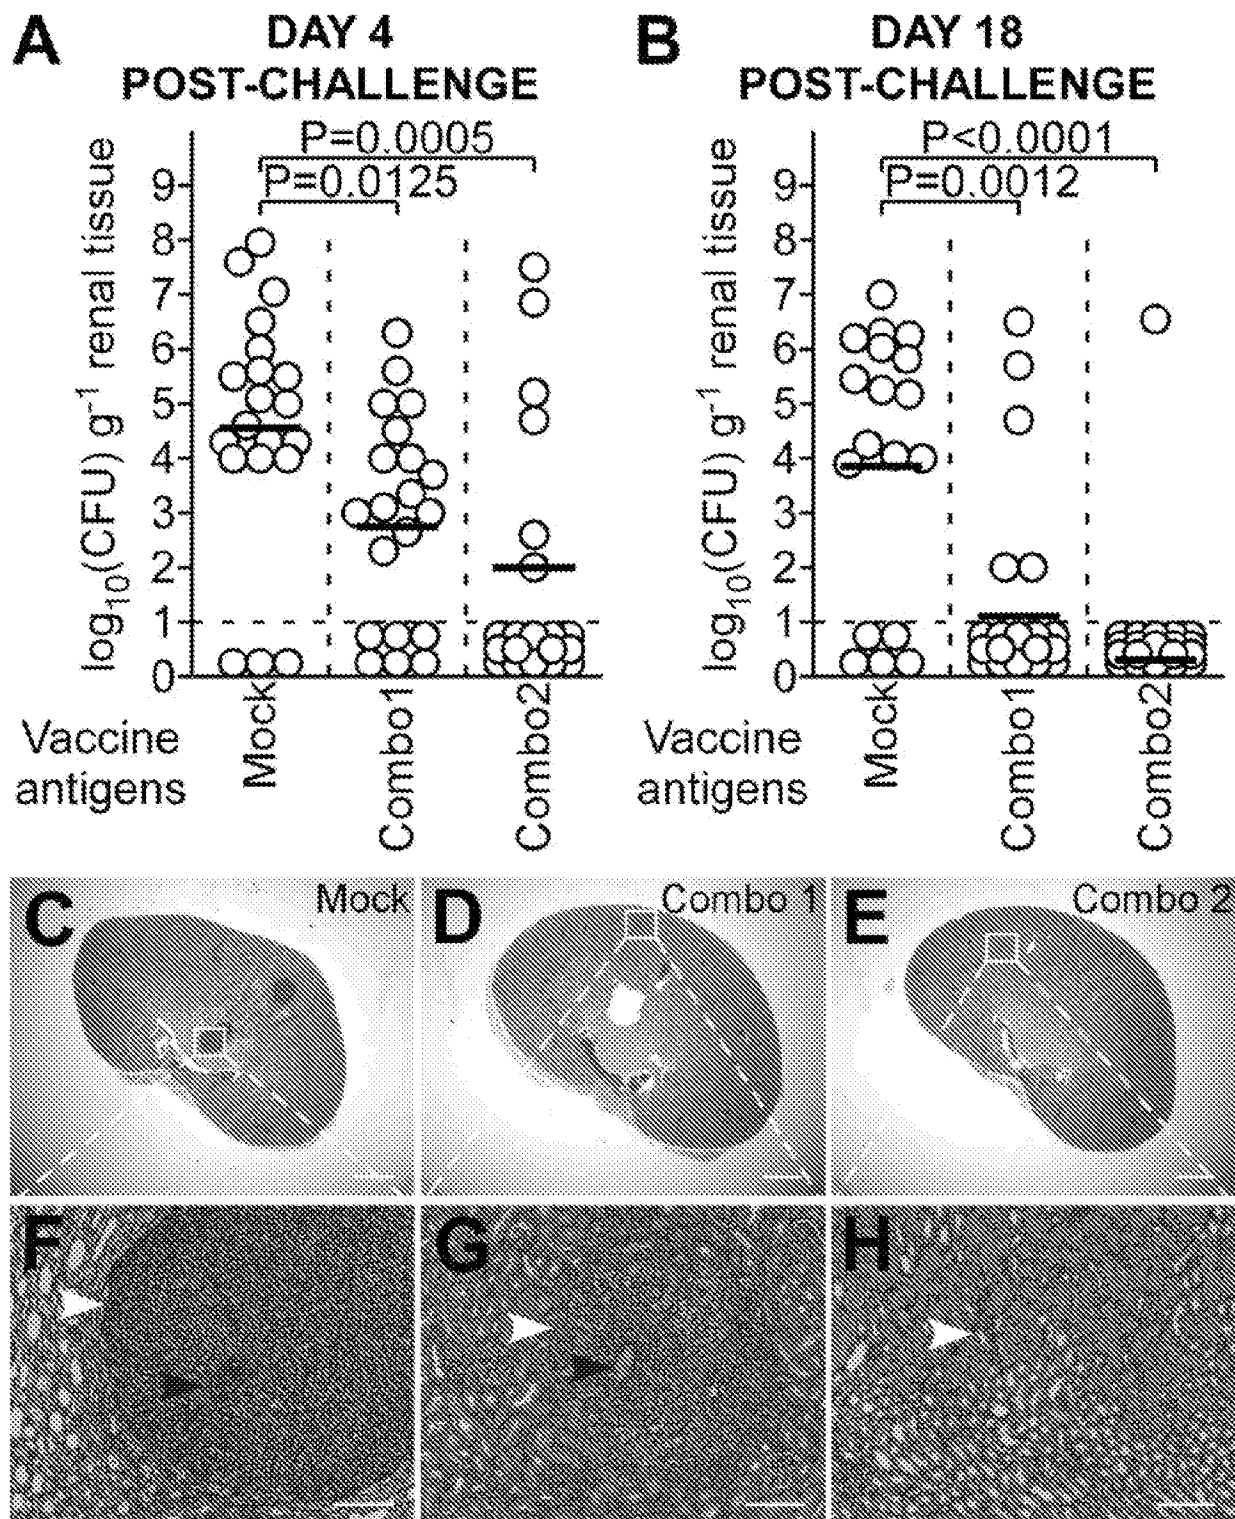 A
DAY 4
POST-CHALLENGE
P=0.0005
P=0.0125
9
8
7
6
5
4
3
2
1
0
log10(CFU) g-1 renal tissue
Mock
Combo1
Combo2
Vaccine
antigens
B
DAY 18
POST-CHALLENGE
P<0.0001
P=0.0012
9
8
7
6
5
4
3
2
1
0
log10(CFU) g-1 renal tissue
Mock
Combo1
Combo2
Vaccine
antigens
C
Mock
D
Combo 1
E
Combo 2
F
G
H